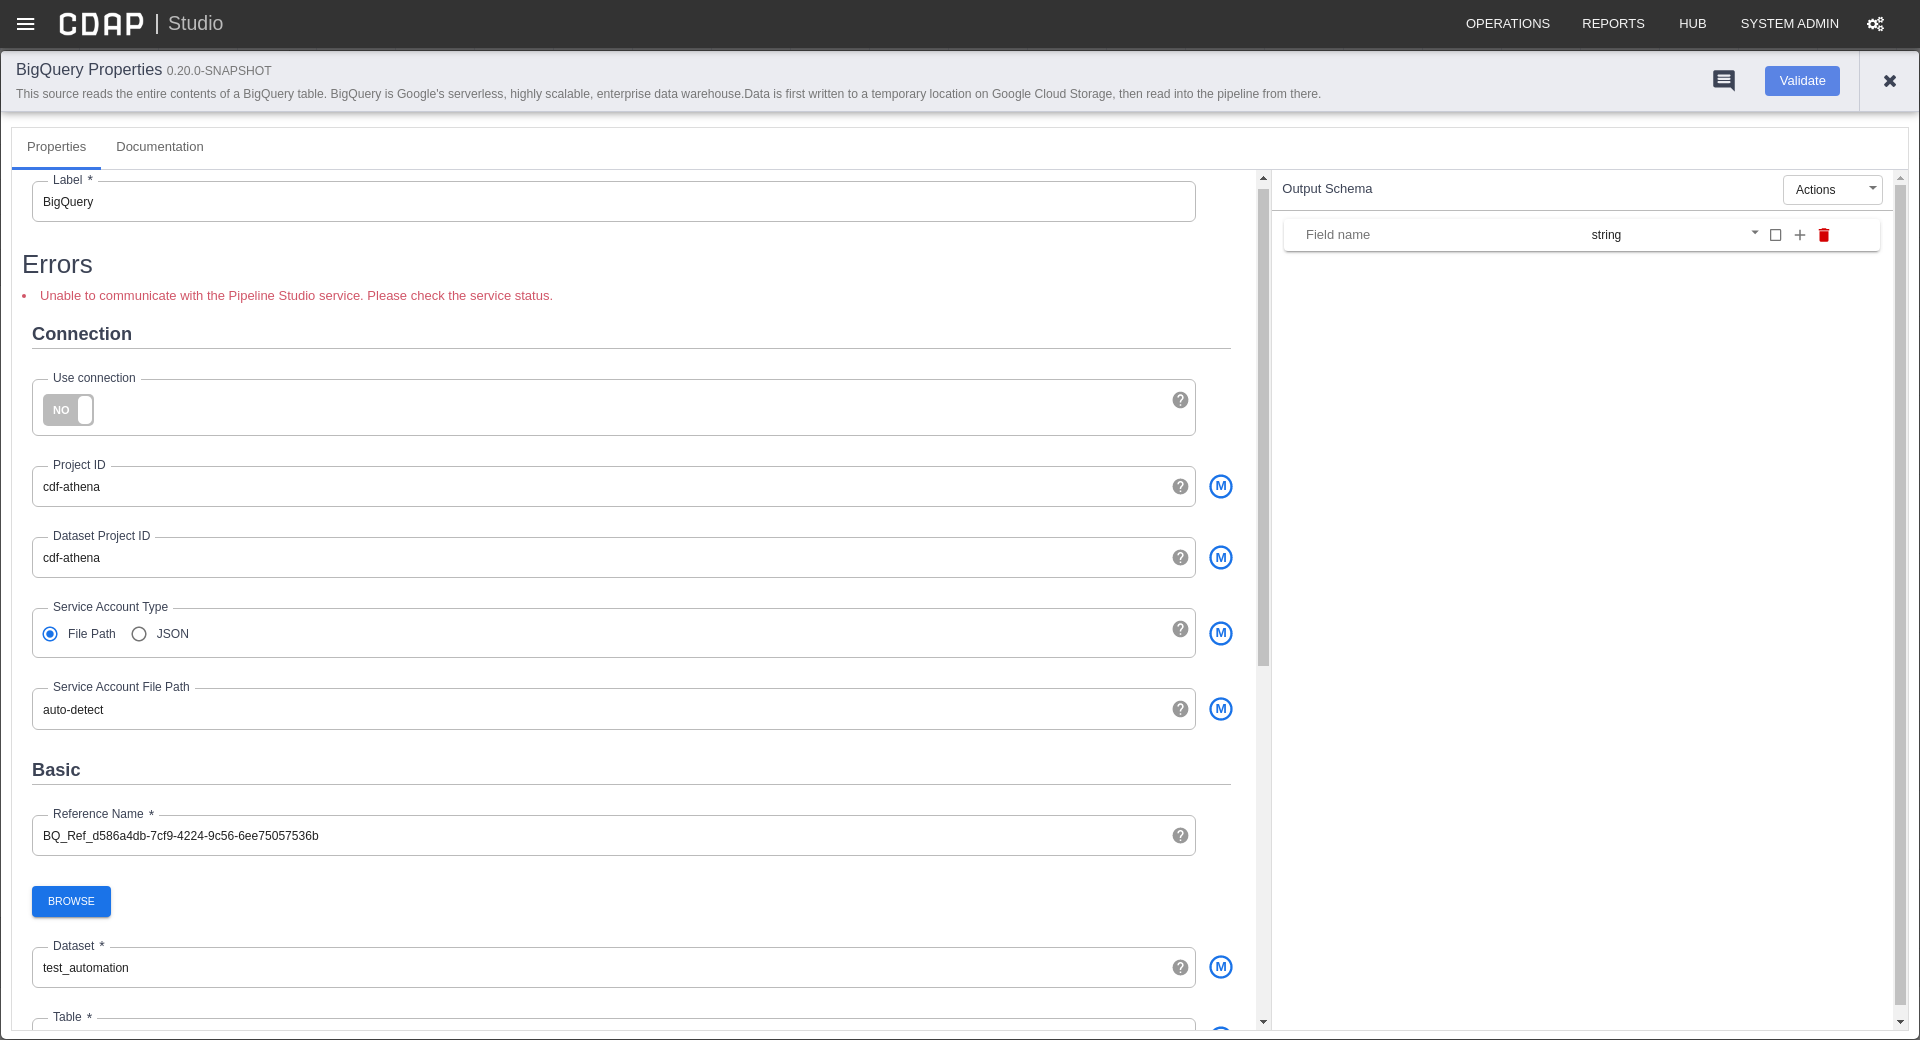 CDAP | Studio
OPERATIONS REPORTS HUB SYSTEM ADMIN
BigQuery Properties 0.20.0-SNAPSHOT
This source reads the entire contents of a BigQuery table. BigQuery is Google's serverless, highly scalable, enterprise data warehouse.Data is first written to a temporary location on Google Cloud Storage, then read into the pipeline from there.
Validate
Properties Documentation
Label *
BigQuery
Errors
Unable to communicate with the Pipeline Studio service. Please check the service status.
Connection
Use connection
NO
Project ID
cdf-athena
M
Dataset Project ID
cdf-athena
M
Service Account Type
File Path JSON
M
Service Account File Path
auto-detect
M
Basic
Reference Name *
BQ_Ref_d586a4db-7cf9-4224-9c56-6ee75057536b
BROWSE
Dataset *
test_automation
M
Table *
Output Schema
Actions
Field name string